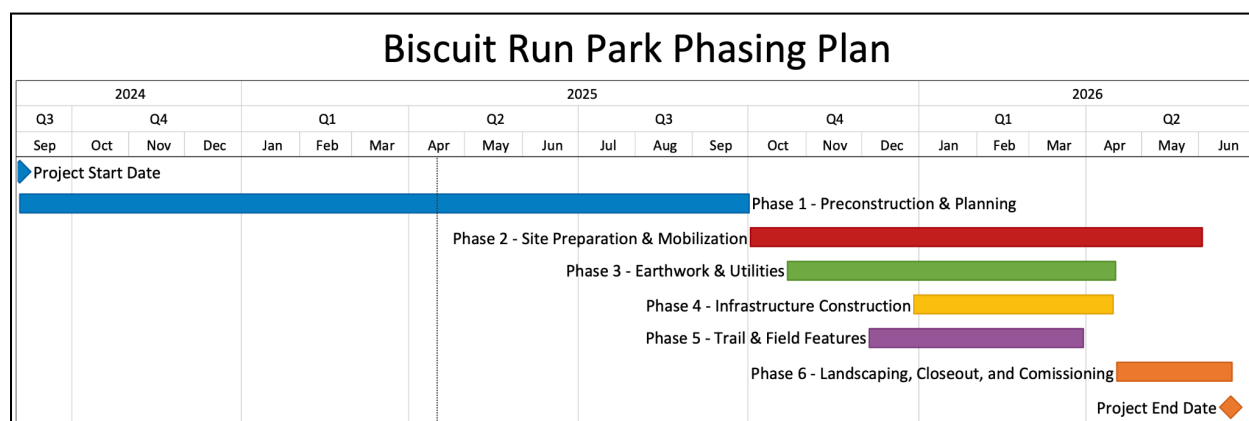 Biscuit Run Park Phasing Plan
2024 2025 2026
Q3 Q4 Q1 Q2 Q3 Q4 Q1 Q2
Sep Oct Nov Dec Jan Feb Mar Apr May Jun Jul Aug Sep Oct Nov Dec Jan Feb Mar Apr May Jun
Project Start Date
Phase 1 - Preconstruction & Planning
Phase 2 - Site Preparation & Mobilization
Phase 3 - Earthwork & Utilities
Phase 4 - Infrastructure Construction
Phase 5 - Trail & Field Features
Phase 6 - Landscaping, Closeout, and Comissioning
Project End Date